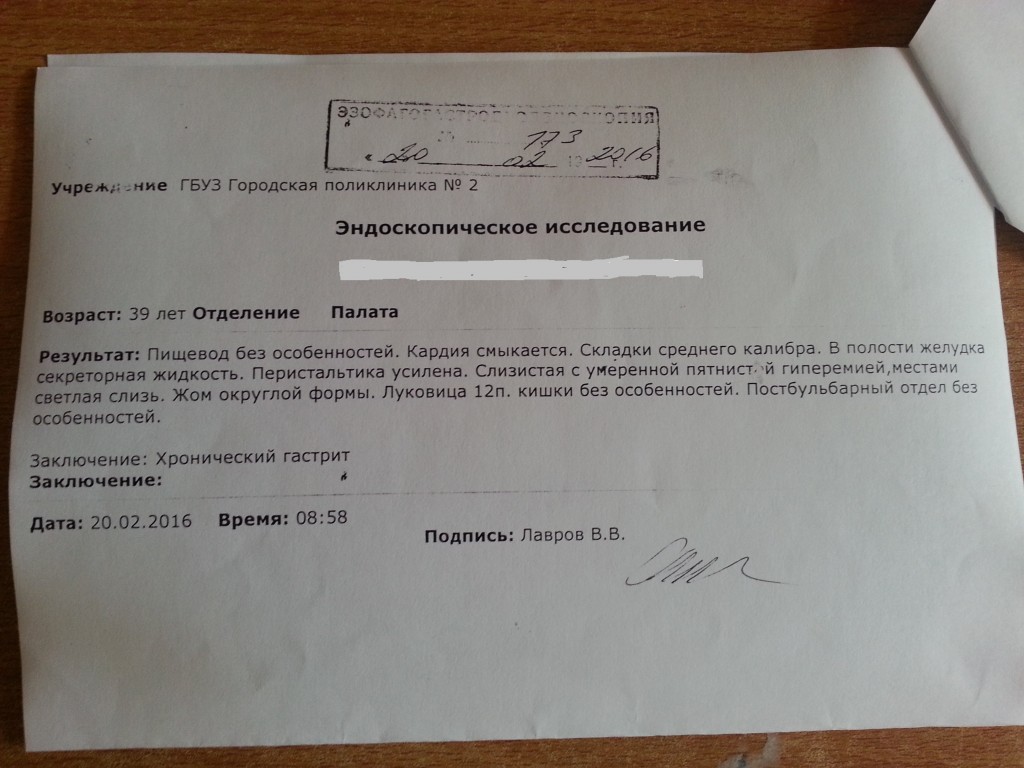 ЭЗОФАГОГАСТРОДУОДЕНОСКОПИЯ
173
« 20 02 2016
Учреждение ГБУЗ Городская поликлиника № 2
Эндоскопическое исследование
Возраст: 39 лет Отделение Палата
Результат: Пищевод без особенностей. Кардия смыкается. Складки среднего калибра. В полости желудка
секреторная жидкость. Перистальтика усилена. Слизистая с умеренной пятнистой гиперемией,местами
светлая слизь. Жом округлой формы. Луковица 12п. кишки без особенностей. Постбульбарный отдел без
особенностей.
Заключение: Хронический гастрит
Заключение:
Дата: 20.02.2016 Время: 08:58
Подпись: Лавров В.В.